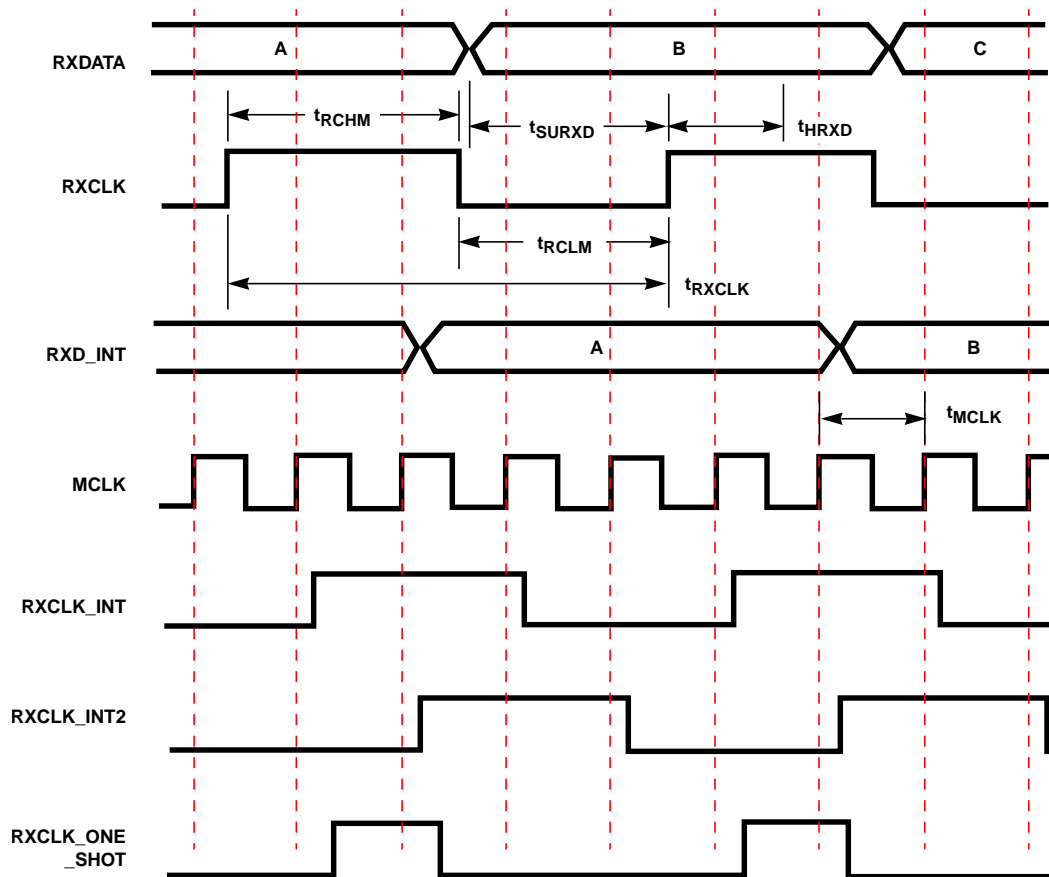 RXDATA
A
B
C
tRCHM
tSURXD
tHRXD
RXCLK
tRCLM
tRXCLK
RXD_INT
A
B
tMCLK
MCLK
RXCLK_INT
RXCLK_INT2
RXCLK_ONE
_SHOT